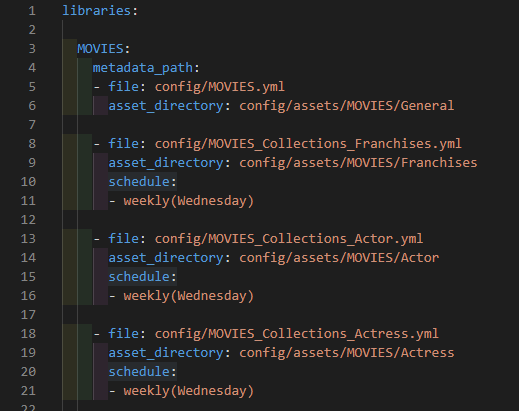 1 libraries:
2
3 MOVIES:
4 metadata_path:
5 - file: config/MOVIES.yml
6 asset_directory: config/assets/MOVIES/General
7
8 - file: config/MOVIES_Collections_Franchises.yml
9 asset_directory: config/assets/MOVIES/Franchises
10 schedule:
11 - weekly(Wednesday)
12
13 - file: config/MOVIES_Collections_Actor.yml
14 asset_directory: config/assets/MOVIES/Actor
15 schedule:
16 - weekly(Wednesday)
17
18 - file: config/MOVIES_Collections_Actress.yml
19 asset_directory: config/assets/MOVIES/Actress
20 schedule:
21 - weekly(Wednesday)
22